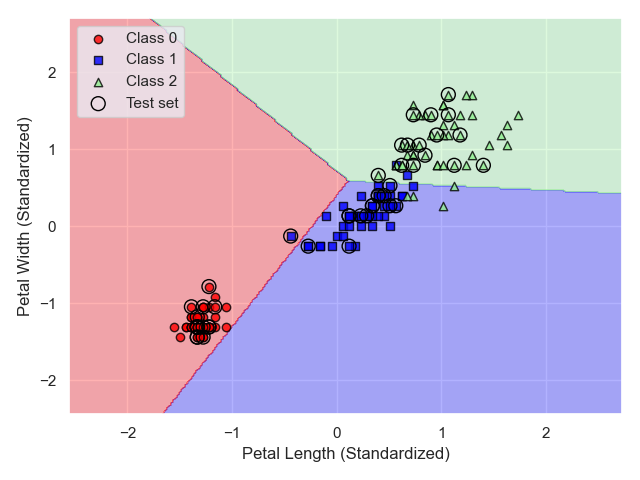 Class 0
Class 1
Class 2
Test set
Petal Width (Standardized)
2
1
0
−1
−2
−2
−1
0
1
2
Petal Length (Standardized)